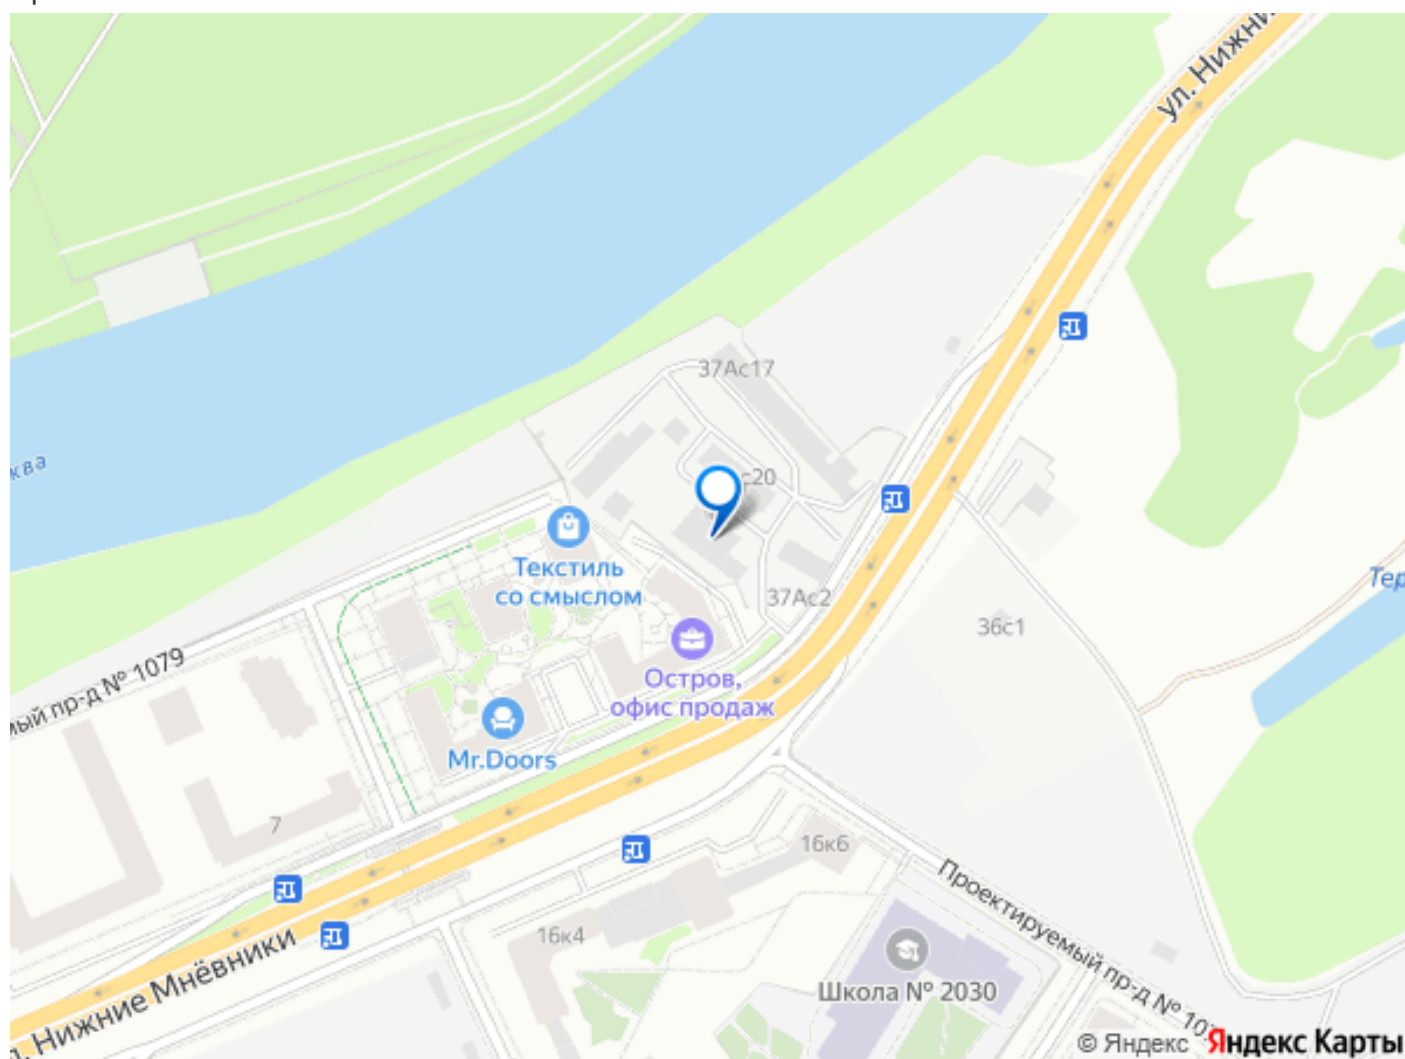 ул. Нижни
37Ас17
ква
с20
Текстиль
со смыслом
37Ас2
Тер
36с1
Остров,
офис продаж
ый пр-д № 1079
Mr.Doors
7
16к6
Проектируемый пр-д № 10
16к4
Нижние Мнёвники
Школа № 2030
© Яндекс Яндекс Карты